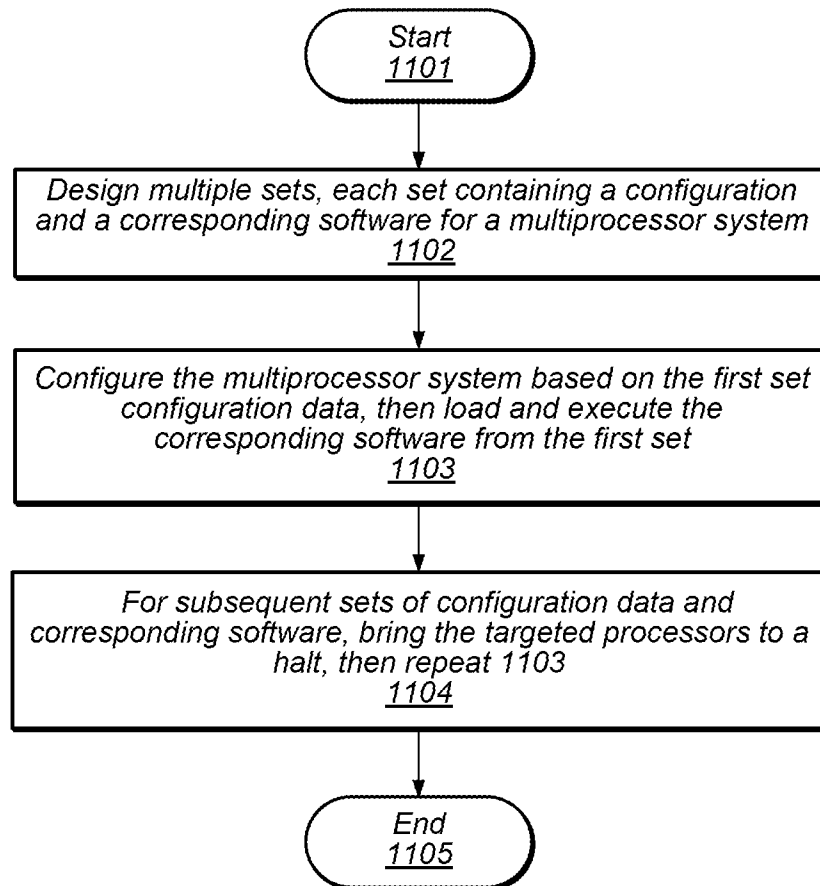 Start
1101
Design multiple sets, each set containing a configuration
and a corresponding software for a multiprocessor system
1102
Configure the multiprocessor system based on the first set
configuration data, then load and execute the
corresponding software from the first set
1103
For subsequent sets of configuration data and
corresponding software, bring the targeted processors to a
halt, then repeat 1103
1104
End
1105